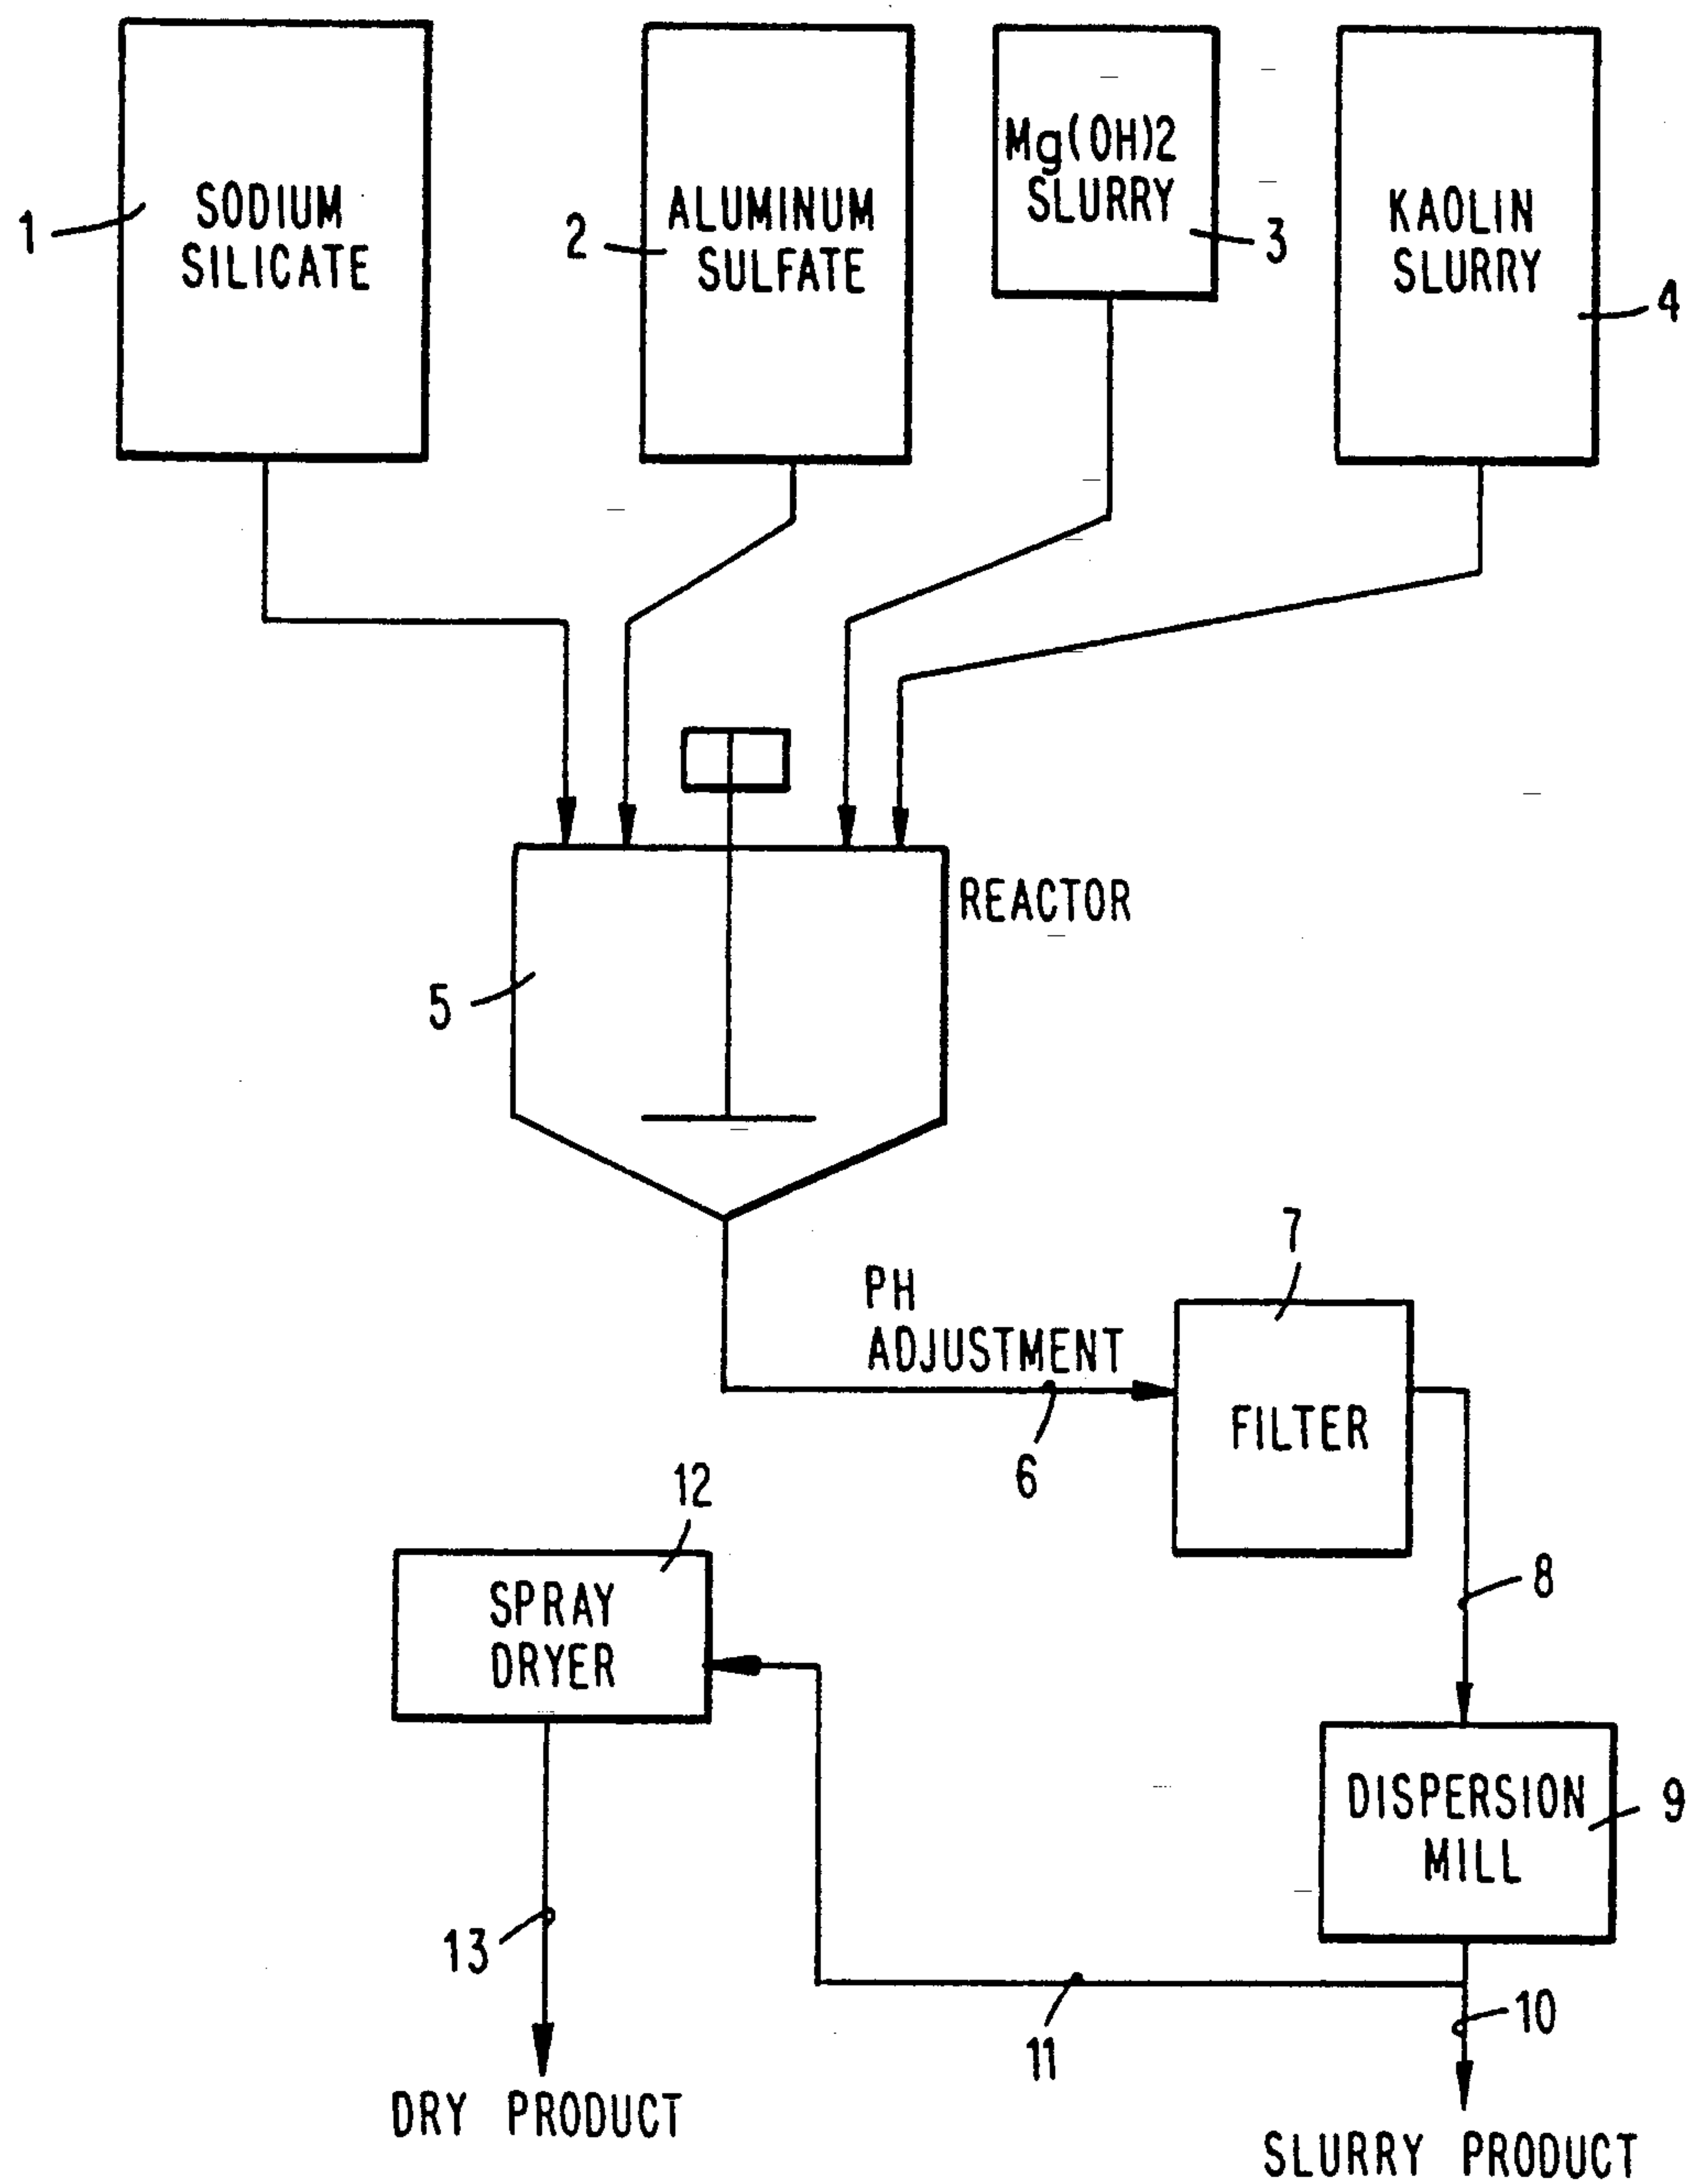 SODIUM
SILICATE
1
ALUMINUM
SULFATE
2
Mg(OH)2
SLURRY
3
KAOLIN
SLURRY
4
REACTOR
5
PH
ADJUSTMENT
6
7
FILTER
8
12
SPRAY
DRYER
DISPERSION
MILL
9
13
11
10
DRY PRODUCT
SLURRY PRODUCT